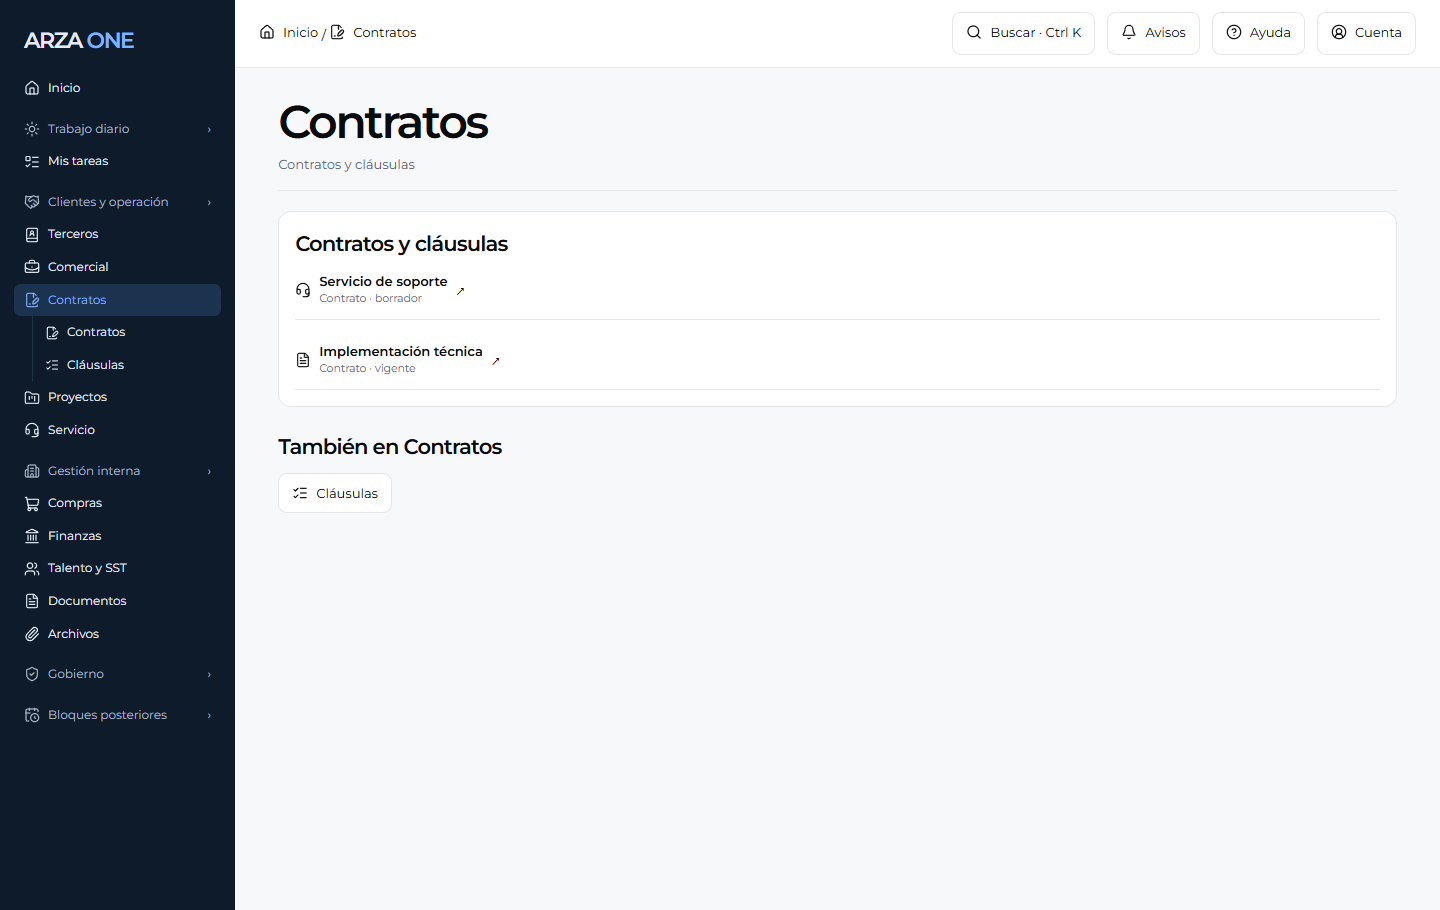 ARZA ONE
Inicio
Trabajo diario ›
Mis tareas
Clientes y operación ›
Terceros
Comercial
Contratos
Contratos
Cláusulas
Proyectos
Servicio
Gestión interna ›
Compras
Finanzas
Talento y SST
Documentos
Archivos
Gobierno ›
Bloques posteriores ›
Inicio / Contratos
Buscar · Ctrl K
Avisos
Ayuda
Cuenta
Contratos
Contratos y cláusulas
Contratos y cláusulas
Servicio de soporte ↗
Contrato · borrador
Implementación técnica ↗
Contrato · vigente
También en Contratos
Cláusulas